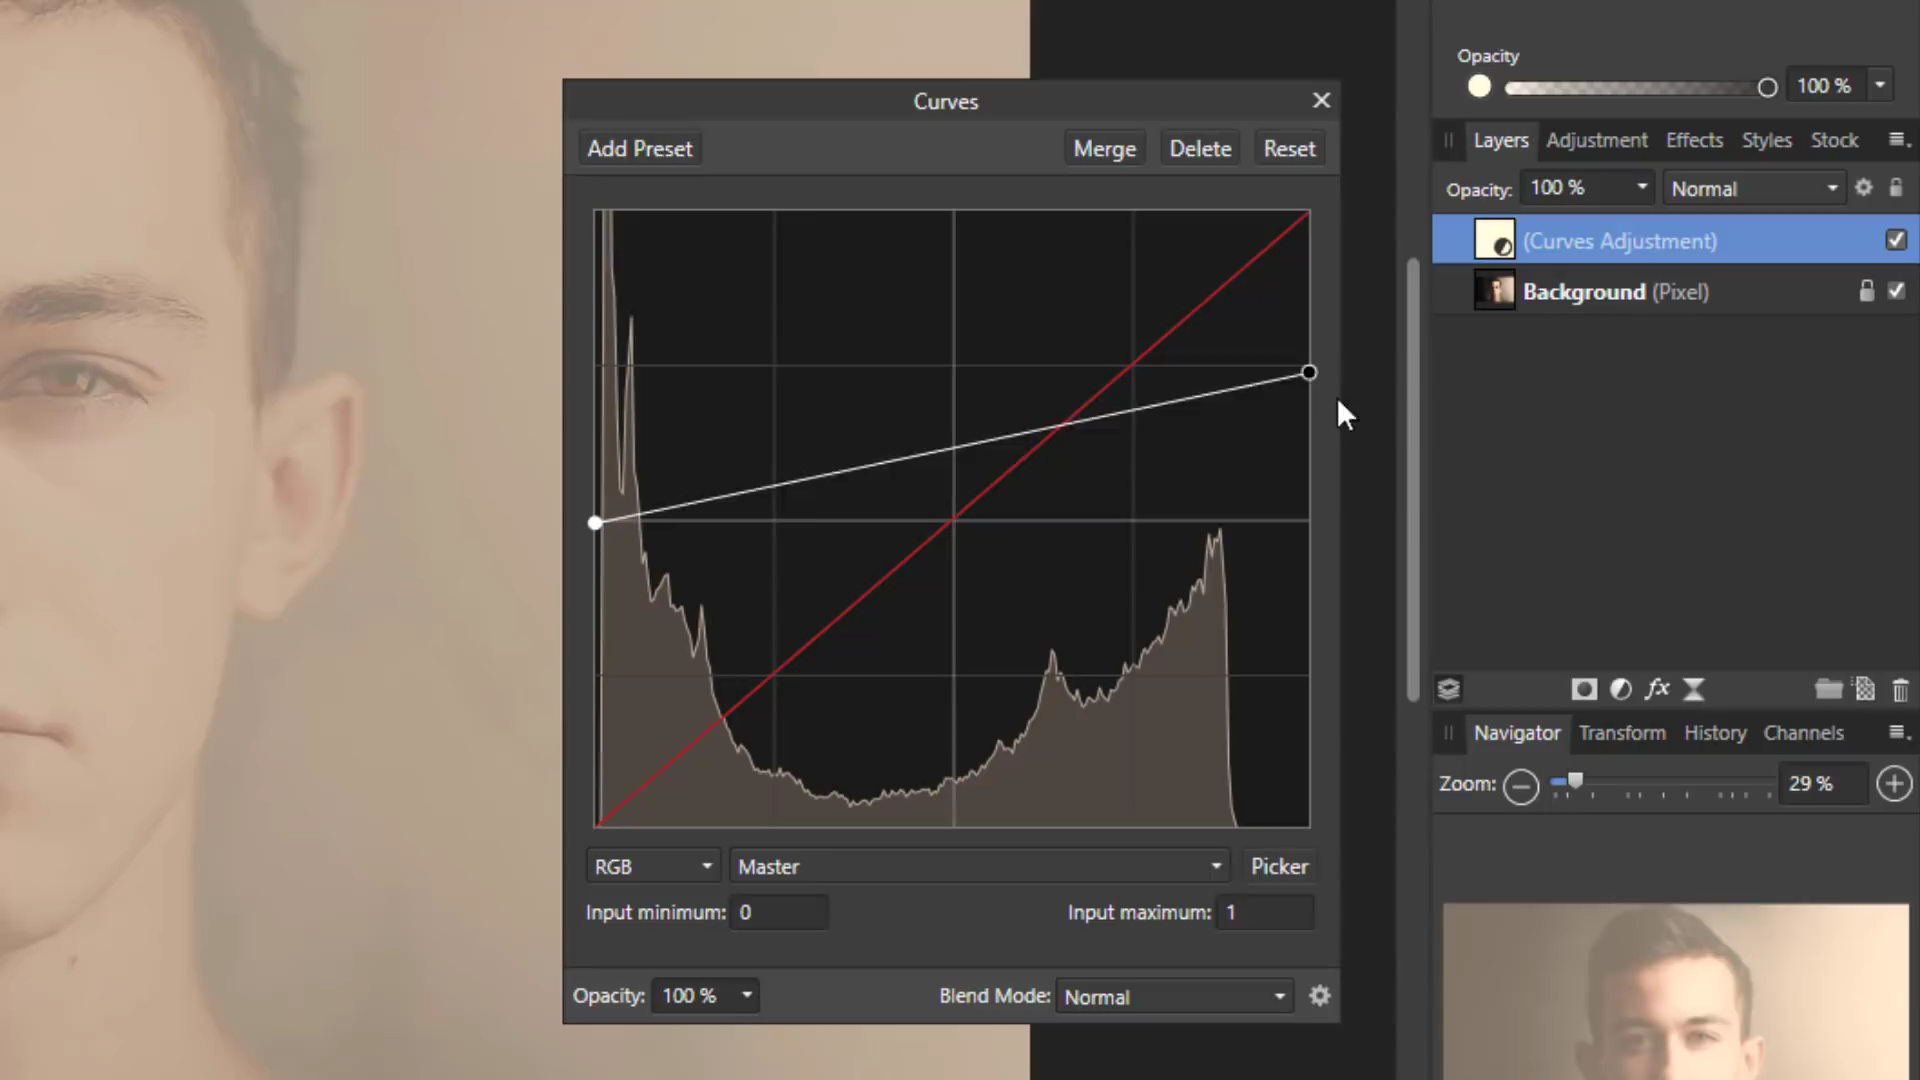 Opacity
100 %
Curves
Add Preset
Merge
Delete
Reset
Layers
Adjustment
Effects
Styles
Stock
Opacity:
100 %
Normal
(Curves Adjustment)
Background (Pixel)
fx
Navigator
Transform
History
Channels
Zoom:
29 %
RGB
Master
Picker
Input minimum:
0
Input maximum:
1
Opacity:
100 %
Blend Mode:
Normal